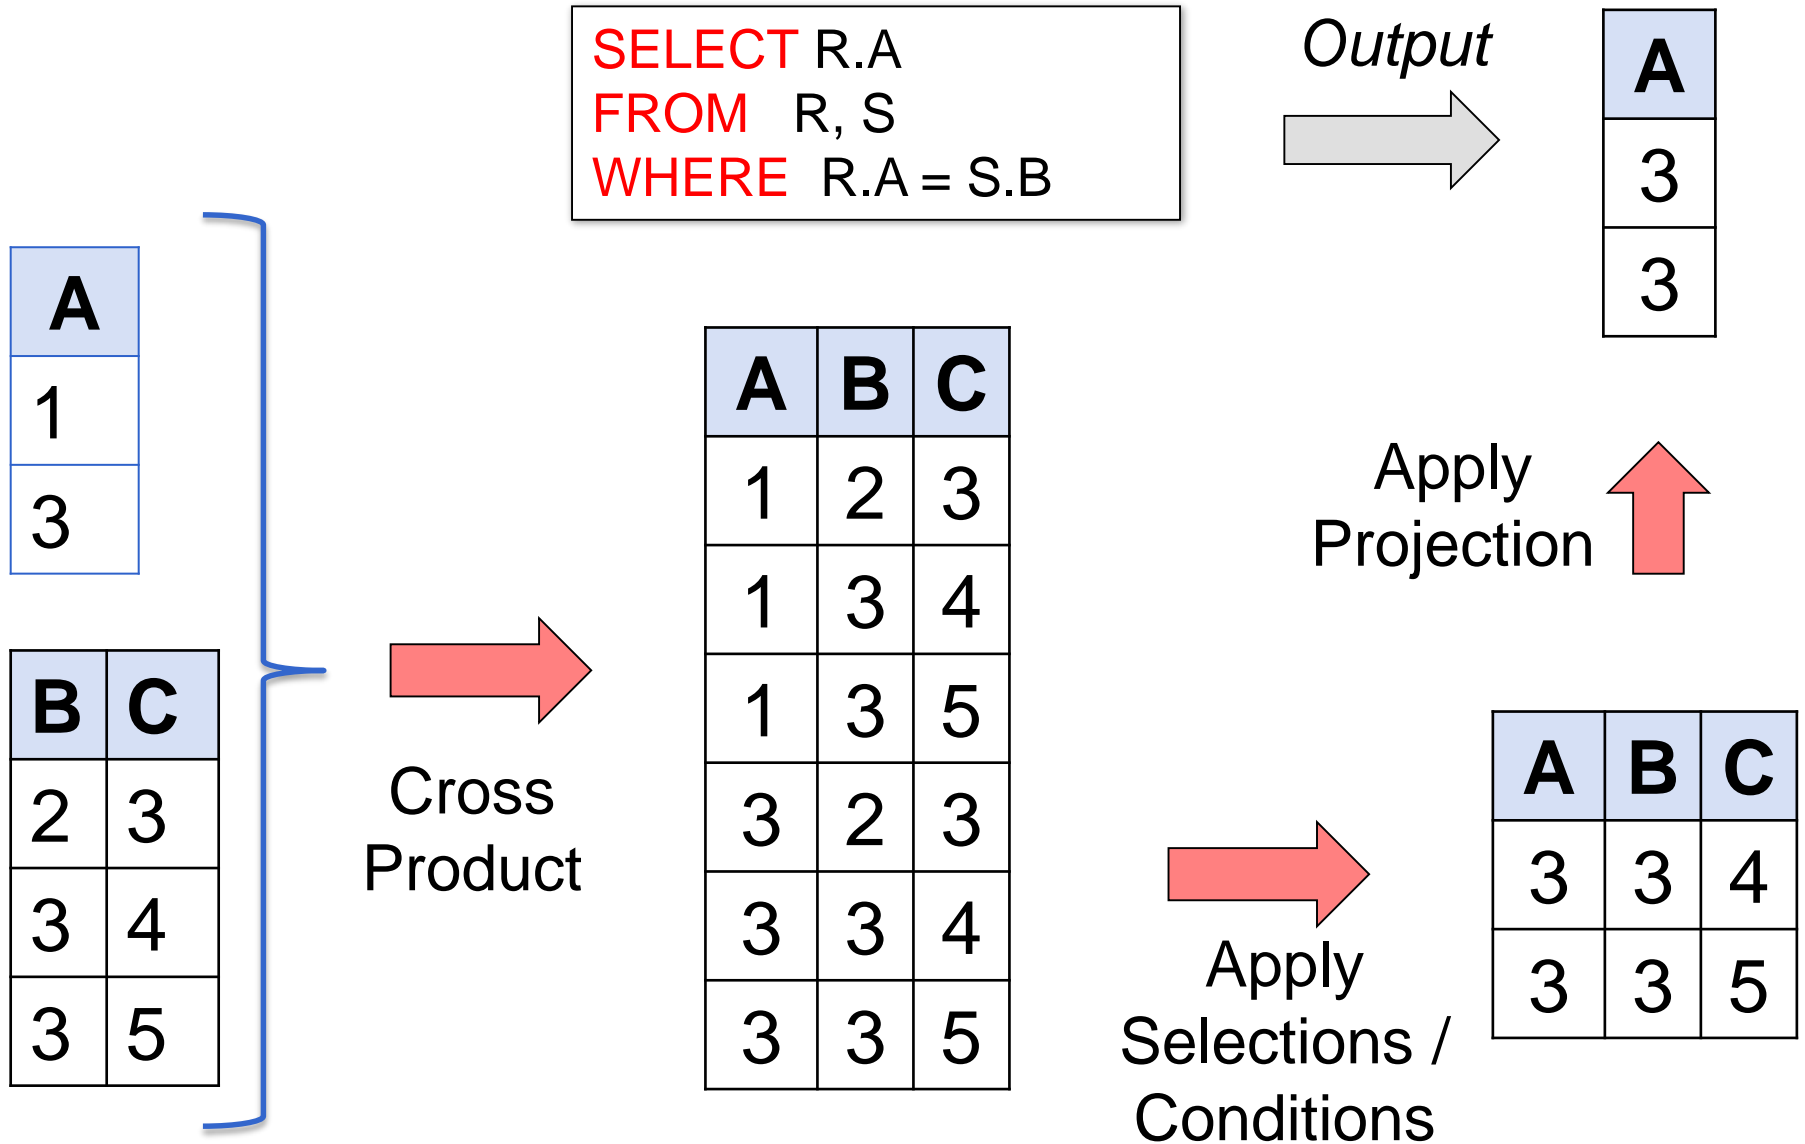 SELECT R.A
FROM R, S
WHERE R.A = S.B
Output
A
3
3
A
1
3
B C
2 3
3 4
3 5
Cross
Product
A B C
1 2 3
1 3 4
1 3 5
3 2 3
3 3 4
3 3 5
Apply
Selections /
Conditions
A B C
3 3 4
3 3 5
Apply
Projection